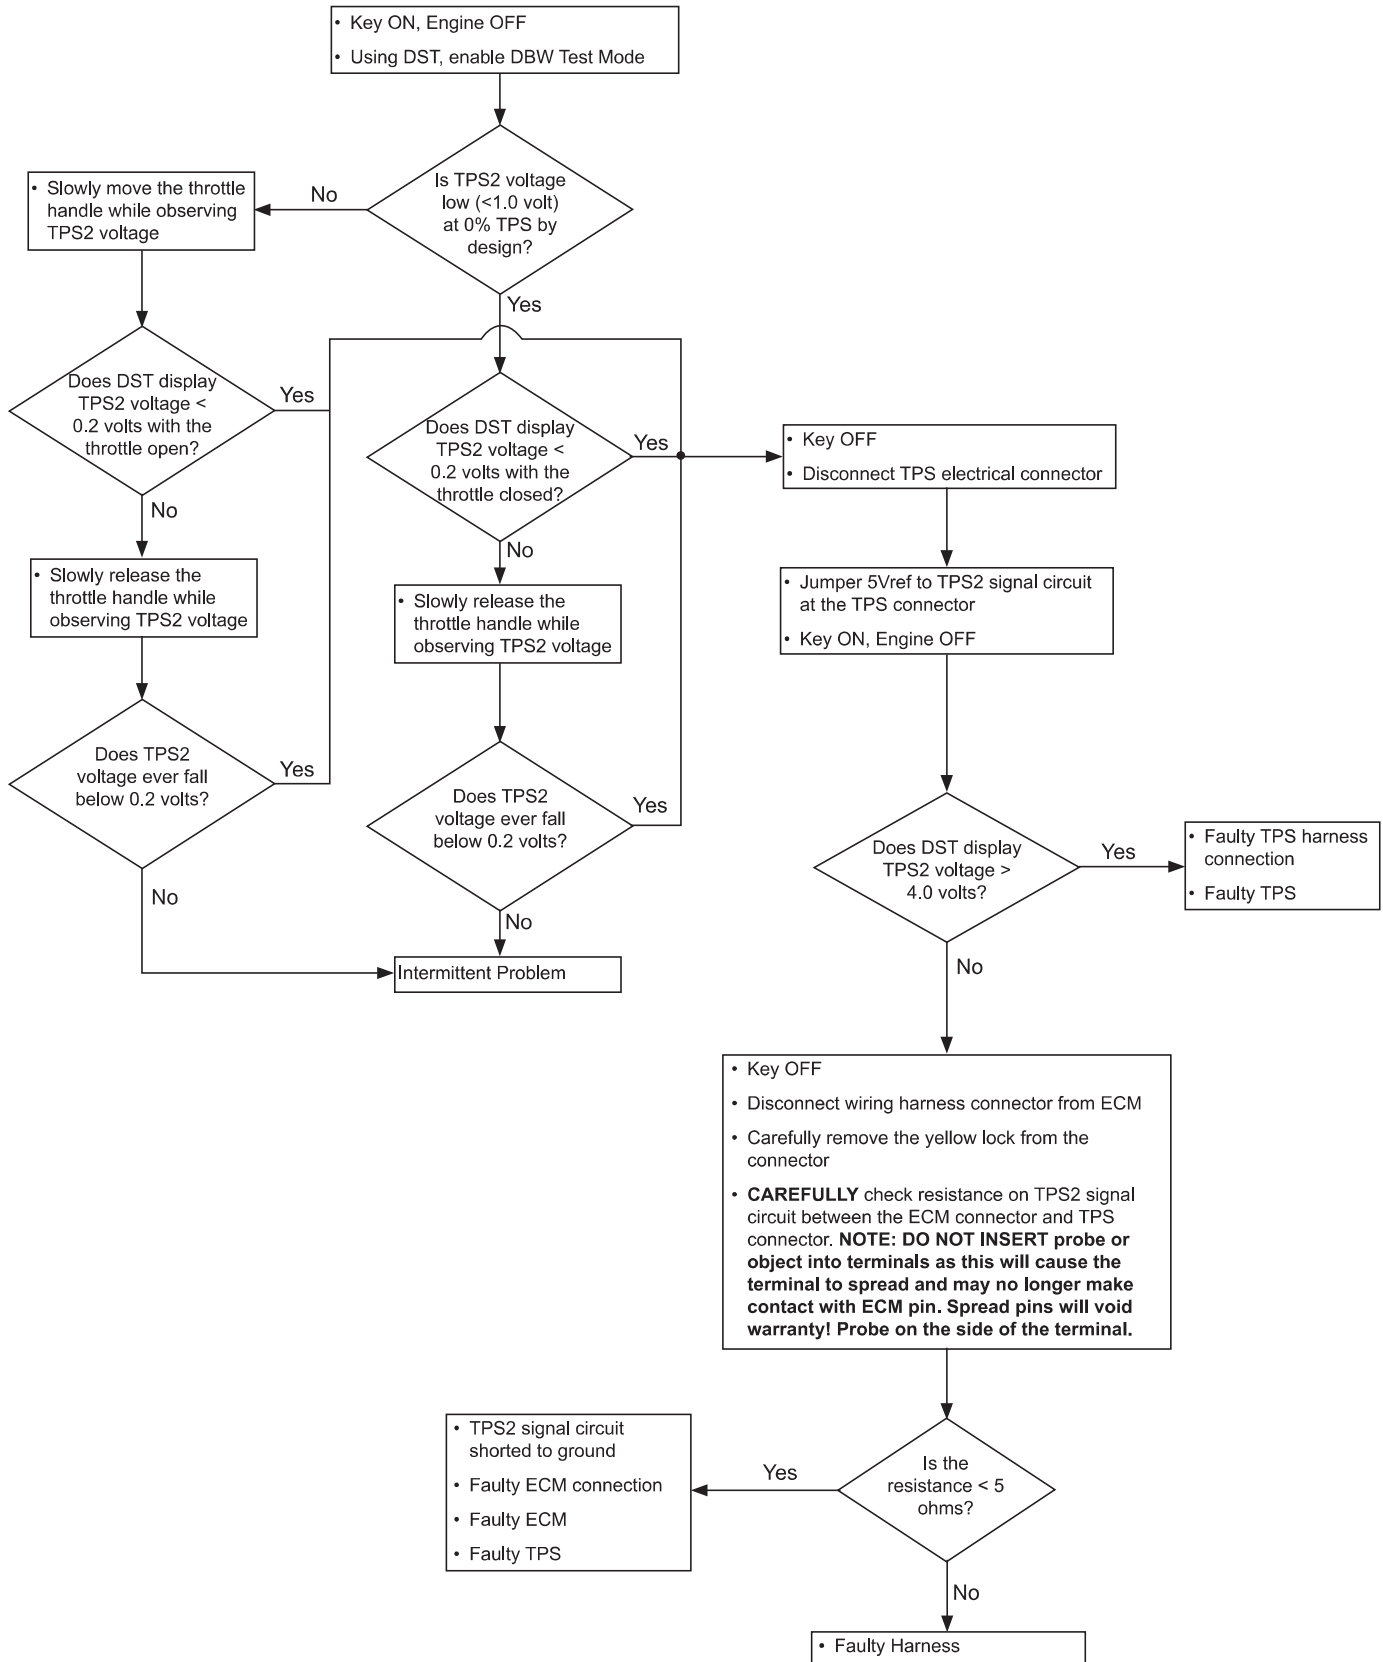 • Key ON, Engine OFF
• Using DST, enable DBW Test Mode
Is TPS2 voltage
low (<1.0 volt)
at 0% TPS by
design?
No
• Slowly move the throttle
handle while observing
TPS2 voltage
Yes
Does DST display
TPS2 voltage <
0.2 volts with the
throttle open?
Yes
No
• Slowly release the
throttle handle while
observing TPS2 voltage
Does TPS2
voltage ever fall
below 0.2 volts?
Yes
No
Does DST display
TPS2 voltage <
0.2 volts with the
throttle closed?
Yes
No
• Slowly release the
throttle handle while
observing TPS2 voltage
Does TPS2
voltage ever fall
below 0.2 volts?
Yes
No
Intermittent Problem
• Key OFF
• Disconnect TPS electrical connector
• Jumper 5Vref to TPS2 signal circuit
at the TPS connector
• Key ON, Engine OFF
Does DST display
TPS2 voltage >
4.0 volts?
Yes
• Faulty TPS harness
connection
• Faulty TPS
No
• Key OFF
• Disconnect wiring harness connector from ECM
• Carefully remove the yellow lock from the
connector
• CAREFULLY check resistance on TPS2 signal
circuit between the ECM connector and TPS
connector. NOTE: DO NOT INSERT probe or
object into terminals as this will cause the
terminal to spread and may no longer make
contact with ECM pin. Spread pins will void
warranty! Probe on the side of the terminal.
Is the
resistance < 5
ohms?
Yes
• TPS2 signal circuit
shorted to ground
• Faulty ECM connection
• Faulty ECM
• Faulty TPS
No
• Faulty Harness